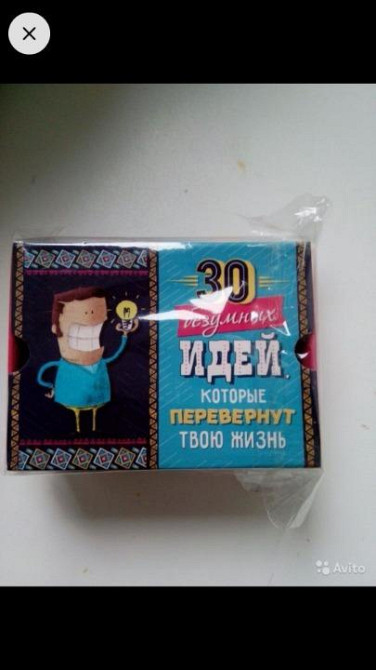 30
безумных
ИДЕЙ,
КОТОРЫЕ
ПЕРЕВЕРНУТ
ТВОЮ ЖИЗНЬ
Avito